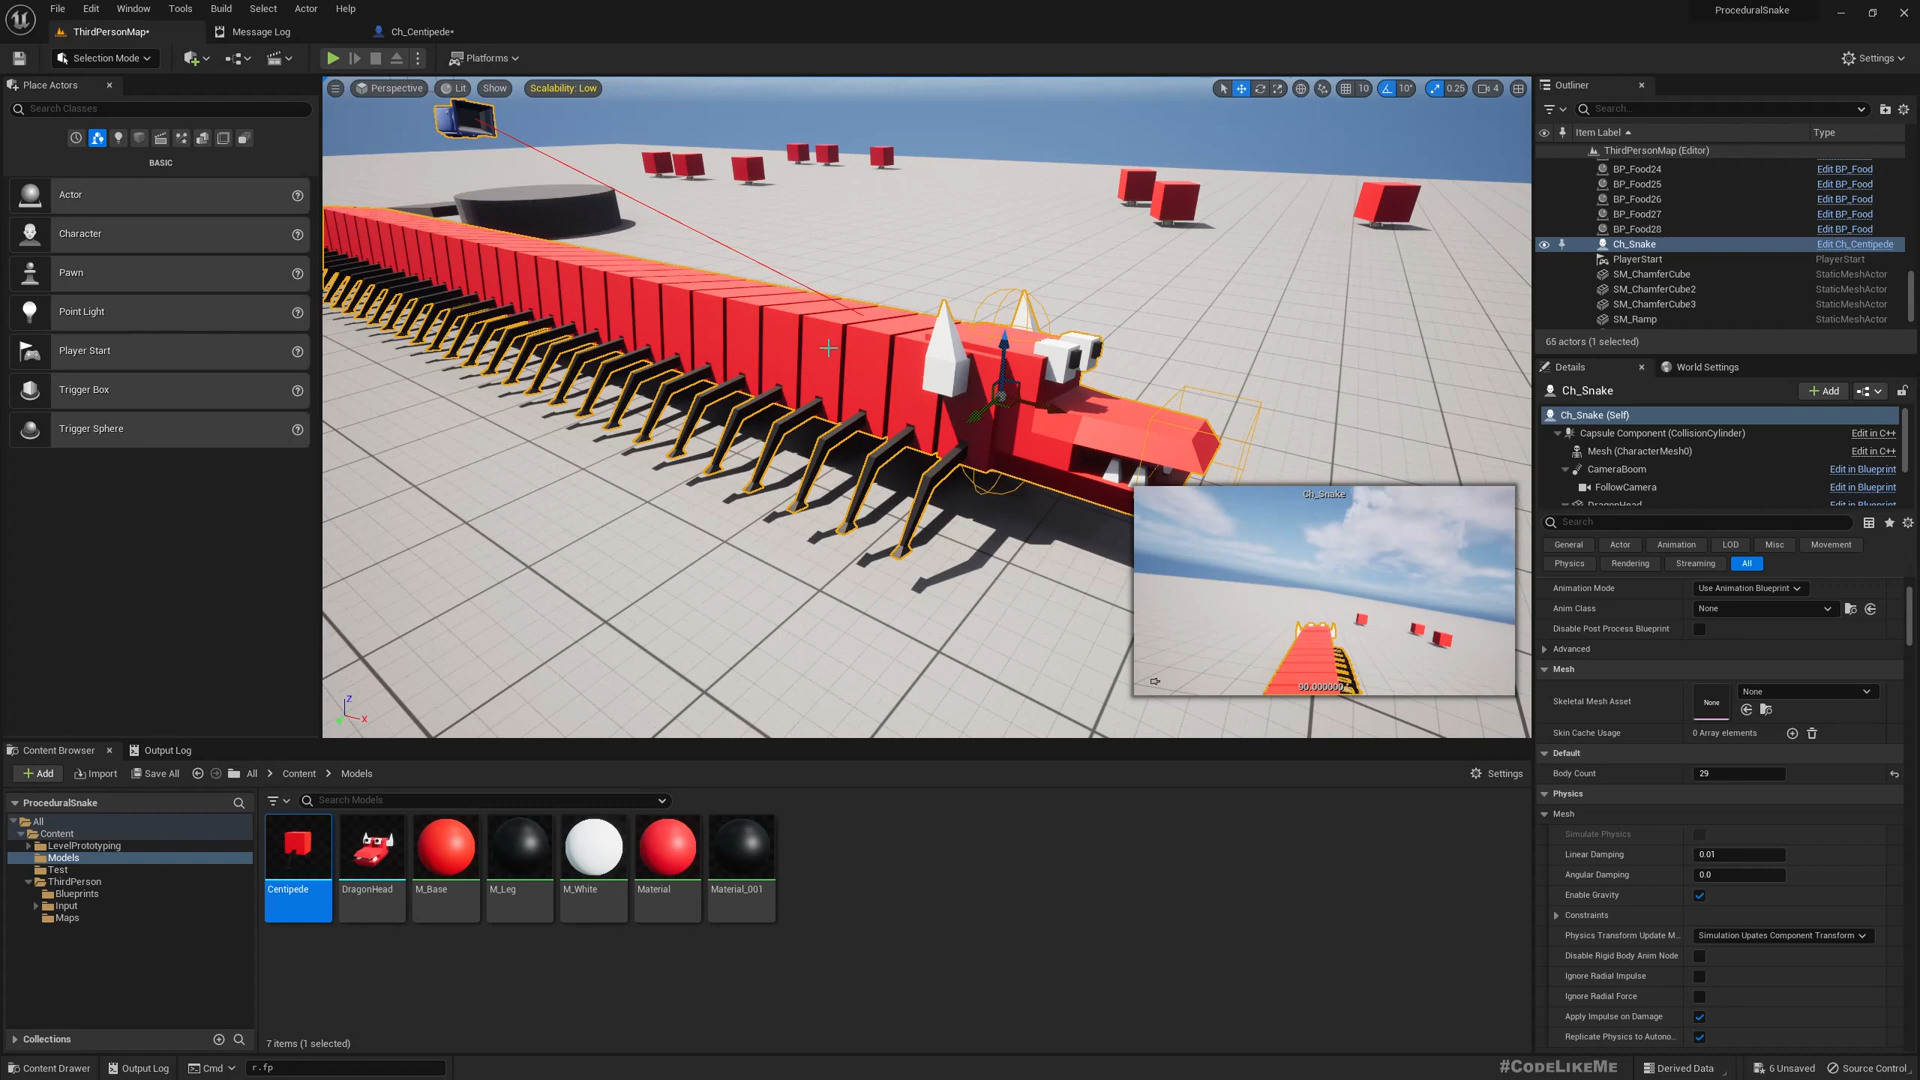 File Edit Window Tools Build Select Actor Help
ProceduralSnake
ThirdPersonMap*
Message Log
Ch_Centipede*
Selection Mode
Platforms
Settings
Place Actors
Search Classes
BASIC
Actor
Character
Pawn
Point Light
Player Start
Trigger Box
Trigger Sphere
Perspective
Lit
Show
Scalability: Low
10
10°
0.25
4
Ch_Snake
90.000000
Z
X
Outliner
Search...
Item Label
Type
ThirdPersonMap (Editor)
BP_Food24 Edit BP_Food
BP_Food25 Edit BP_Food
BP_Food26 Edit BP_Food
BP_Food27 Edit BP_Food
BP_Food28 Edit BP_Food
Ch_Snake Edit Ch_Centipede
PlayerStart PlayerStart
SM_ChamferCube StaticMeshActor
SM_ChamferCube2 StaticMeshActor
SM_ChamferCube3 StaticMeshActor
SM_Ramp StaticMeshActor
65 actors (1 selected)
Details
World Settings
Ch_Snake
Add
Ch_Snake (Self)
Capsule Component (CollisionCylinder) Edit in C++
Mesh (CharacterMesh0) Edit in C++
CameraBoom Edit in Blueprint
FollowCamera Edit in Blueprint
DragonHead Edit in Blueprint
Search
General Actor Animation LOD Misc Movement
Physics Rendering Streaming All
Animation Mode Use Animation Blueprint
Anim Class None
Disable Post Process Blueprint
Advanced
Mesh
Skeletal Mesh Asset None None
Skin Cache Usage 0 Array elements
Default
Body Count 29
Physics
Mesh
Simulate Physics
Linear Damping 0.01
Angular Damping 0.0
Enable Gravity
Constraints
Physics Transform Update M... Simulation Upates Component Transform
Disable Rigid Body Anim Node
Ignore Radial Impulse
Ignore Radial Force
Apply Impulse on Damage
Replicate Physics to Autono...
Content Browser
Output Log
Add
Import
Save All
All
Content
Models
Settings
ProceduralSnake
All
Content
LevelPrototyping
Models
Test
ThirdPerson
Blueprints
Input
Maps
Collections
Search Models
Centipede
DragonHead
M_Base
M_Leg
M_White
Material
Material_001
7 items (1 selected)
Content Drawer
Output Log
Cmd
r.fp
#CODELIKEME
Derived Data
6 Unsaved
Source Control